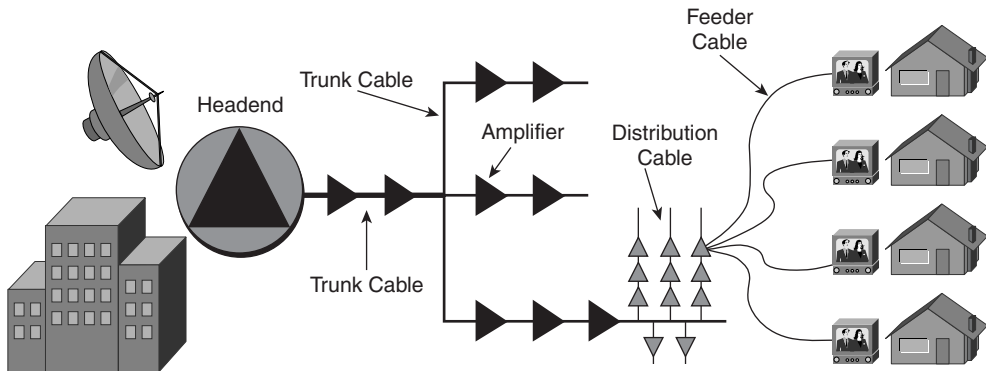 Feeder
Cable
Trunk Cable
Headend
Amplifier
Distribution
Cable
Trunk Cable